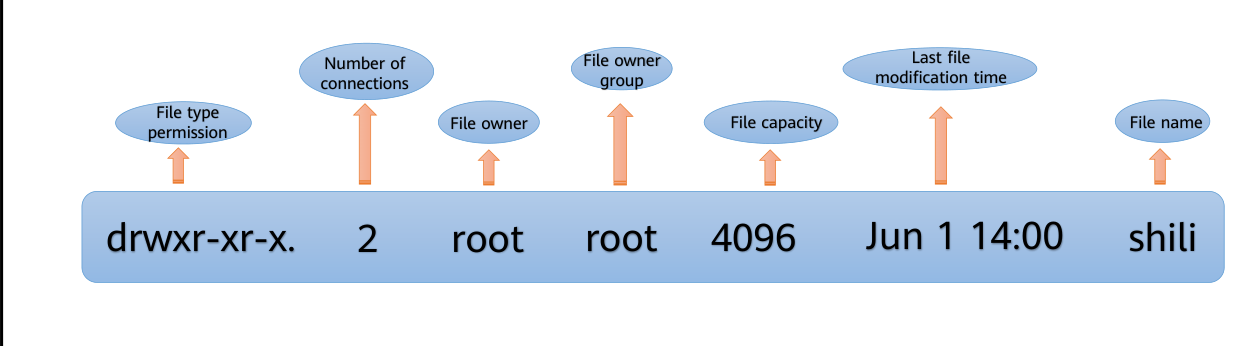 Number of
connections
File owner
group
Last file
modification time
File type
permission
File owner
File capacity
File name
drwxr-xr-x. 2 root root 4096 Jun 1 14:00 shili